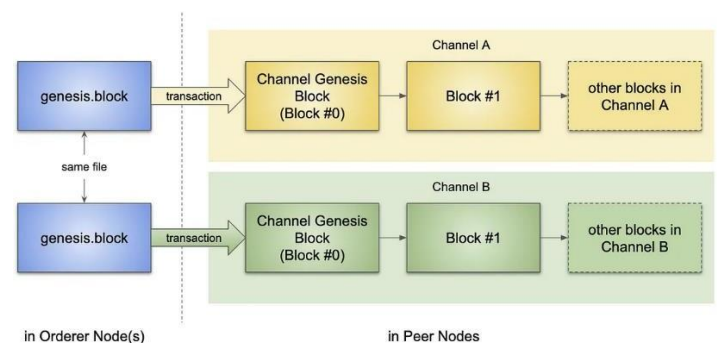 Channel A
genesis.block
transaction
Channel Genesis
Block
(Block #0)
Block #1
other blocks in
Channel A
same file
Channel B
genesis.block
transaction
Channel Genesis
Block
(Block #0)
Block #1
other blocks in
Channel B
in Orderer Node(s)
in Peer Nodes